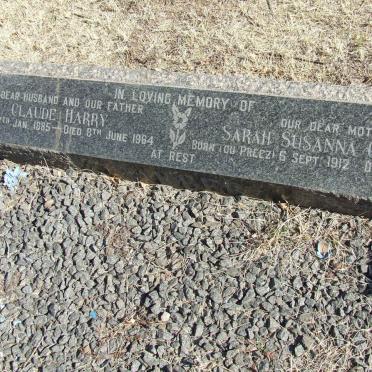 IN LOVING MEMORY OF
DEAR HUSBAND AND OUR FATHER
CLAUDE HARRY
JAN 1885 — DIED 8TH JUNE 1964
OUR DEAR
SARAH SUSANNA
BORN (DU PREEZ) 6 SEPT 1912
AT REST